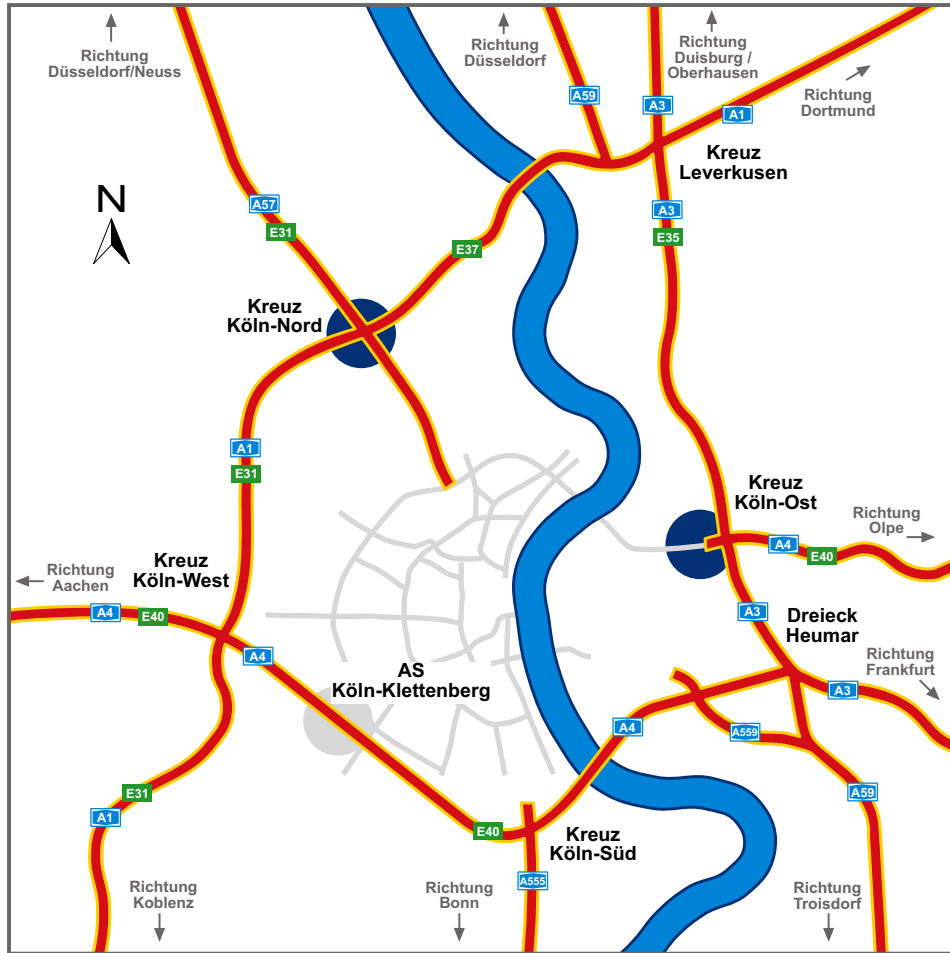 Richtung
Düsseldorf/Neuss
Richtung
Düsseldorf
Richtung
Duisburg /
Oberhausen
Richtung
Dortmund
A59
A3
A1
Kreuz
Leverkusen
N
A57
E31
A3
E35
E37
Kreuz
Köln-Nord
A1
E31
Kreuz
Köln-Ost
Richtung
Olpe
A4
E40
Richtung
Aachen
Kreuz
Köln-West
A4
E40
A4
A3
Dreieck
Heumar
Richtung
Frankfurt
A3
AS
Köln-Klettenberg
A4
A559
A59
E31
A1
E40
Kreuz
Köln-Süd
A555
Richtung
Koblenz
Richtung
Bonn
Richtung
Troisdorf